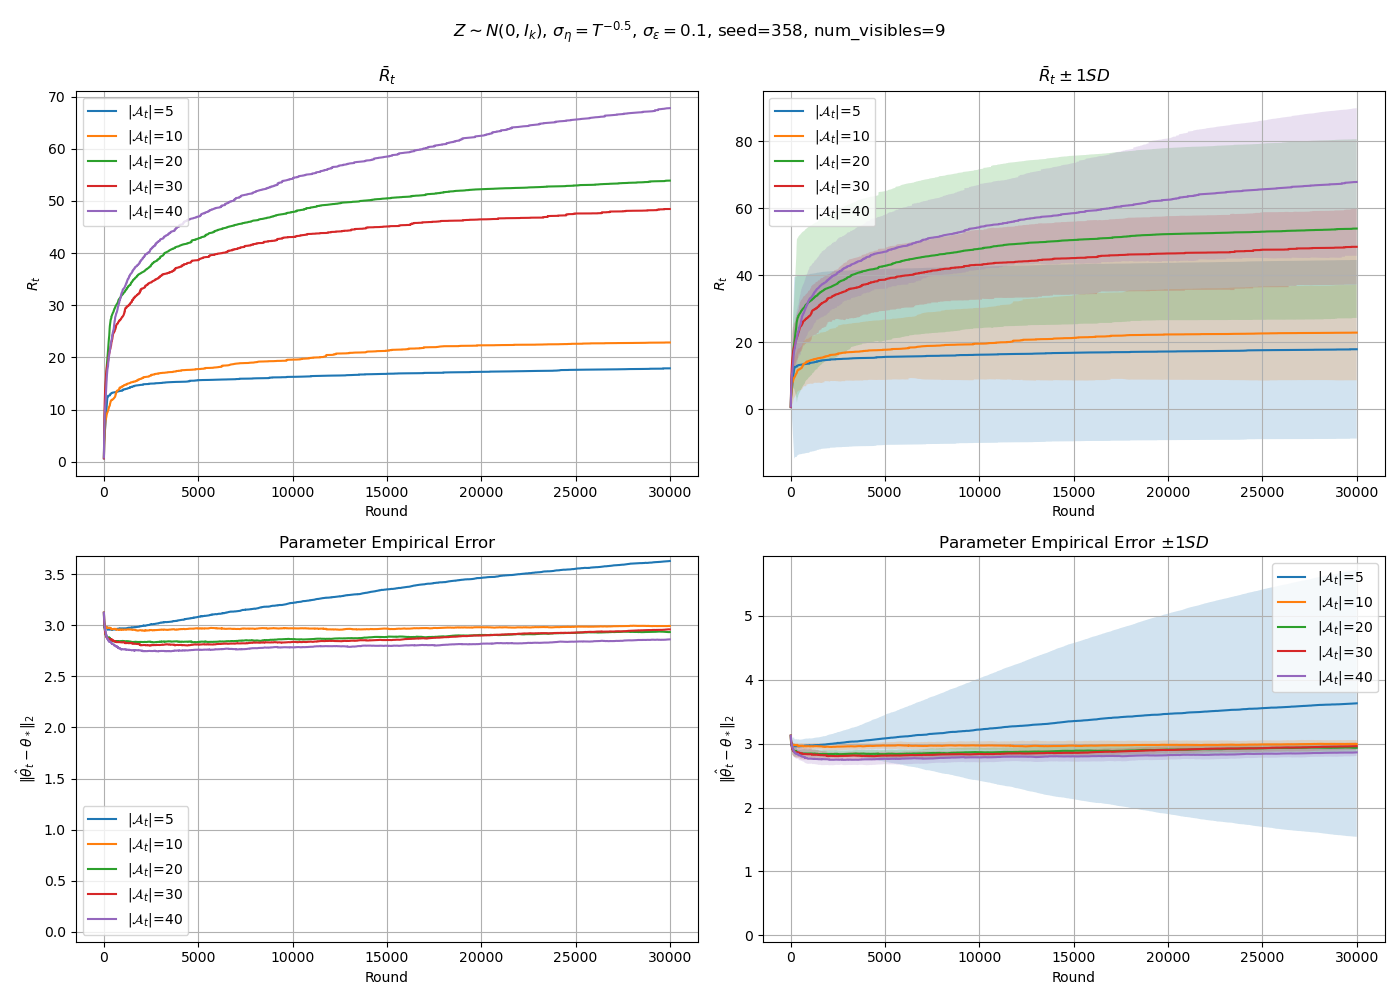 Z ∼ N(0, I_k), σ_η = T^{−0.5}, σ_ε = 0.1, seed=358, num_visibles=9
R̄_t
R_t
70
60
50
40
30
20
10
0
|𝒜_t|=5
|𝒜_t|=10
|𝒜_t|=20
|𝒜_t|=30
|𝒜_t|=40
0 5000 10000 15000 20000 25000 30000
Round
R̄_t ± 1SD
R_t
80
60
40
20
0
|𝒜_t|=5
|𝒜_t|=10
|𝒜_t|=20
|𝒜_t|=30
|𝒜_t|=40
0 5000 10000 15000 20000 25000 30000
Round
Parameter Empirical Error
‖θ̂_t − θ_*‖_2
3.5
3.0
2.5
2.0
1.5
1.0
0.5
0.0
|𝒜_t|=5
|𝒜_t|=10
|𝒜_t|=20
|𝒜_t|=30
|𝒜_t|=40
0 5000 10000 15000 20000 25000 30000
Round
Parameter Empirical Error ±1SD
‖θ̂_t − θ_*‖_2
5
4
3
2
1
0
|𝒜_t|=5
|𝒜_t|=10
|𝒜_t|=20
|𝒜_t|=30
|𝒜_t|=40
0 5000 10000 15000 20000 25000 30000
Round